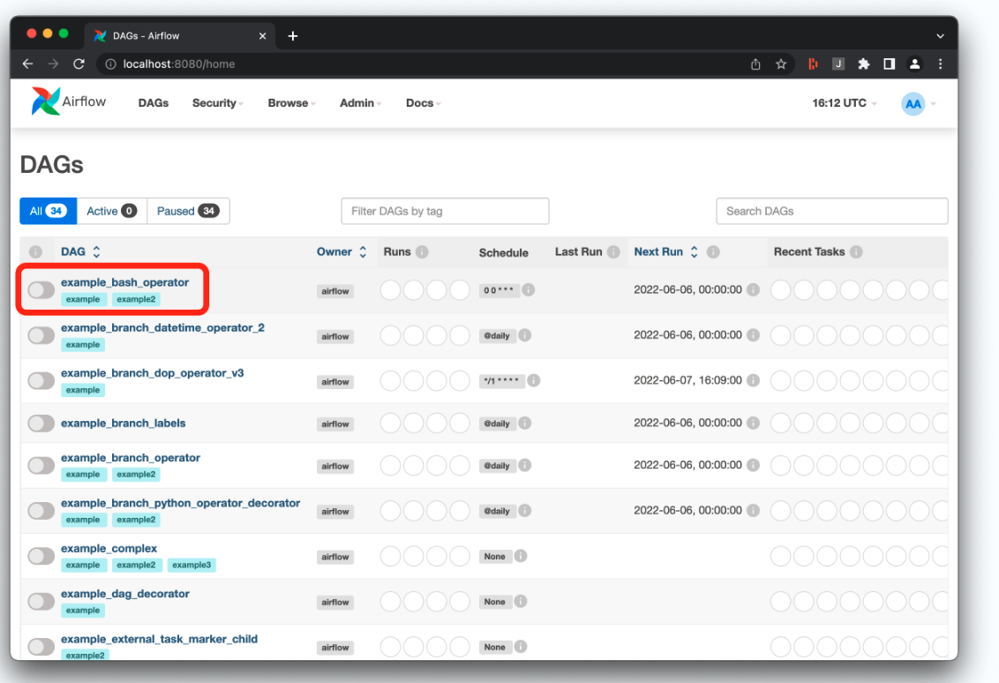 DAGs - Airflow
localhost:8080/home
J
Airflow DAGs Security Browse Admin Docs 16:12 UTC AA
DAGs
All 34 Active 0 Paused 34 Filter DAGs by tag Search DAGs
DAG Owner Runs Schedule Last Run Next Run Recent Tasks
example_bash_operator
example example2
airflow 0 0 * * * 2022-06-06, 00:00:00
example_branch_datetime_operator_2
example
airflow @daily 2022-06-06, 00:00:00
example_branch_dop_operator_v3
example
airflow */1 * * * * 2022-06-07, 16:09:00
example_branch_labels airflow @daily 2022-06-06, 00:00:00
example_branch_operator
example example2
airflow @daily 2022-06-06, 00:00:00
example_branch_python_operator_decorator
example example2
airflow @daily 2022-06-06, 00:00:00
example_complex
example example2 example3
airflow None
example_dag_decorator
example
airflow None
example_external_task_marker_child
example2
airflow None